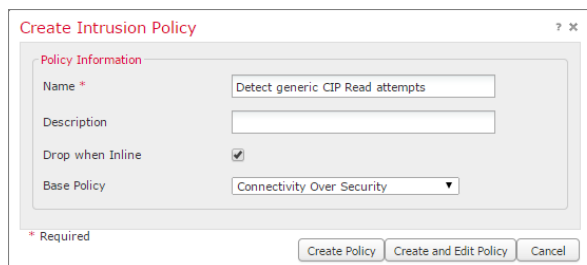 Create Intrusion Policy ? ×
Policy Information
Name * Detect generic CIP Read attempts
Description
Drop when Inline
Base Policy Connectivity Over Security
* Required
Create Policy Create and Edit Policy Cancel